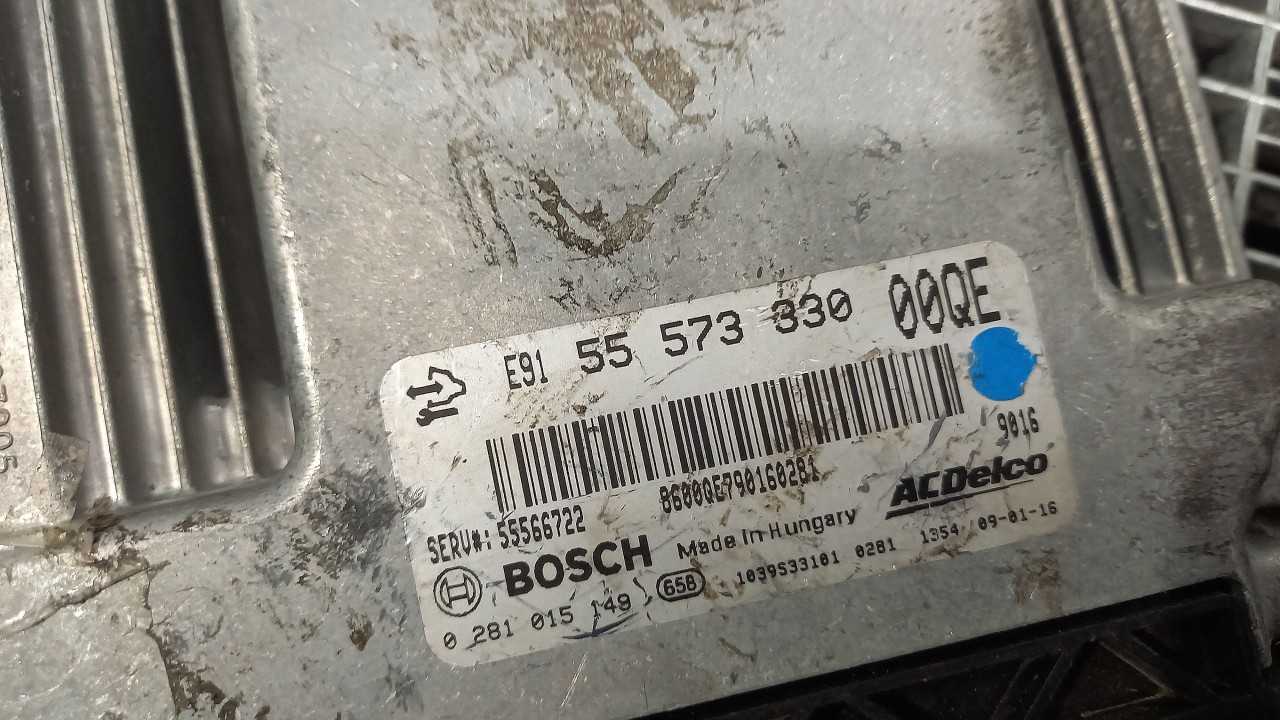 E91 55 573 330 00QE
9016
8600QE790160281
SERV#: 55566722
ACDelco
BOSCH Made In Hungary
0 281 015 149 658 1039S33101 0281 1354 09-01-16